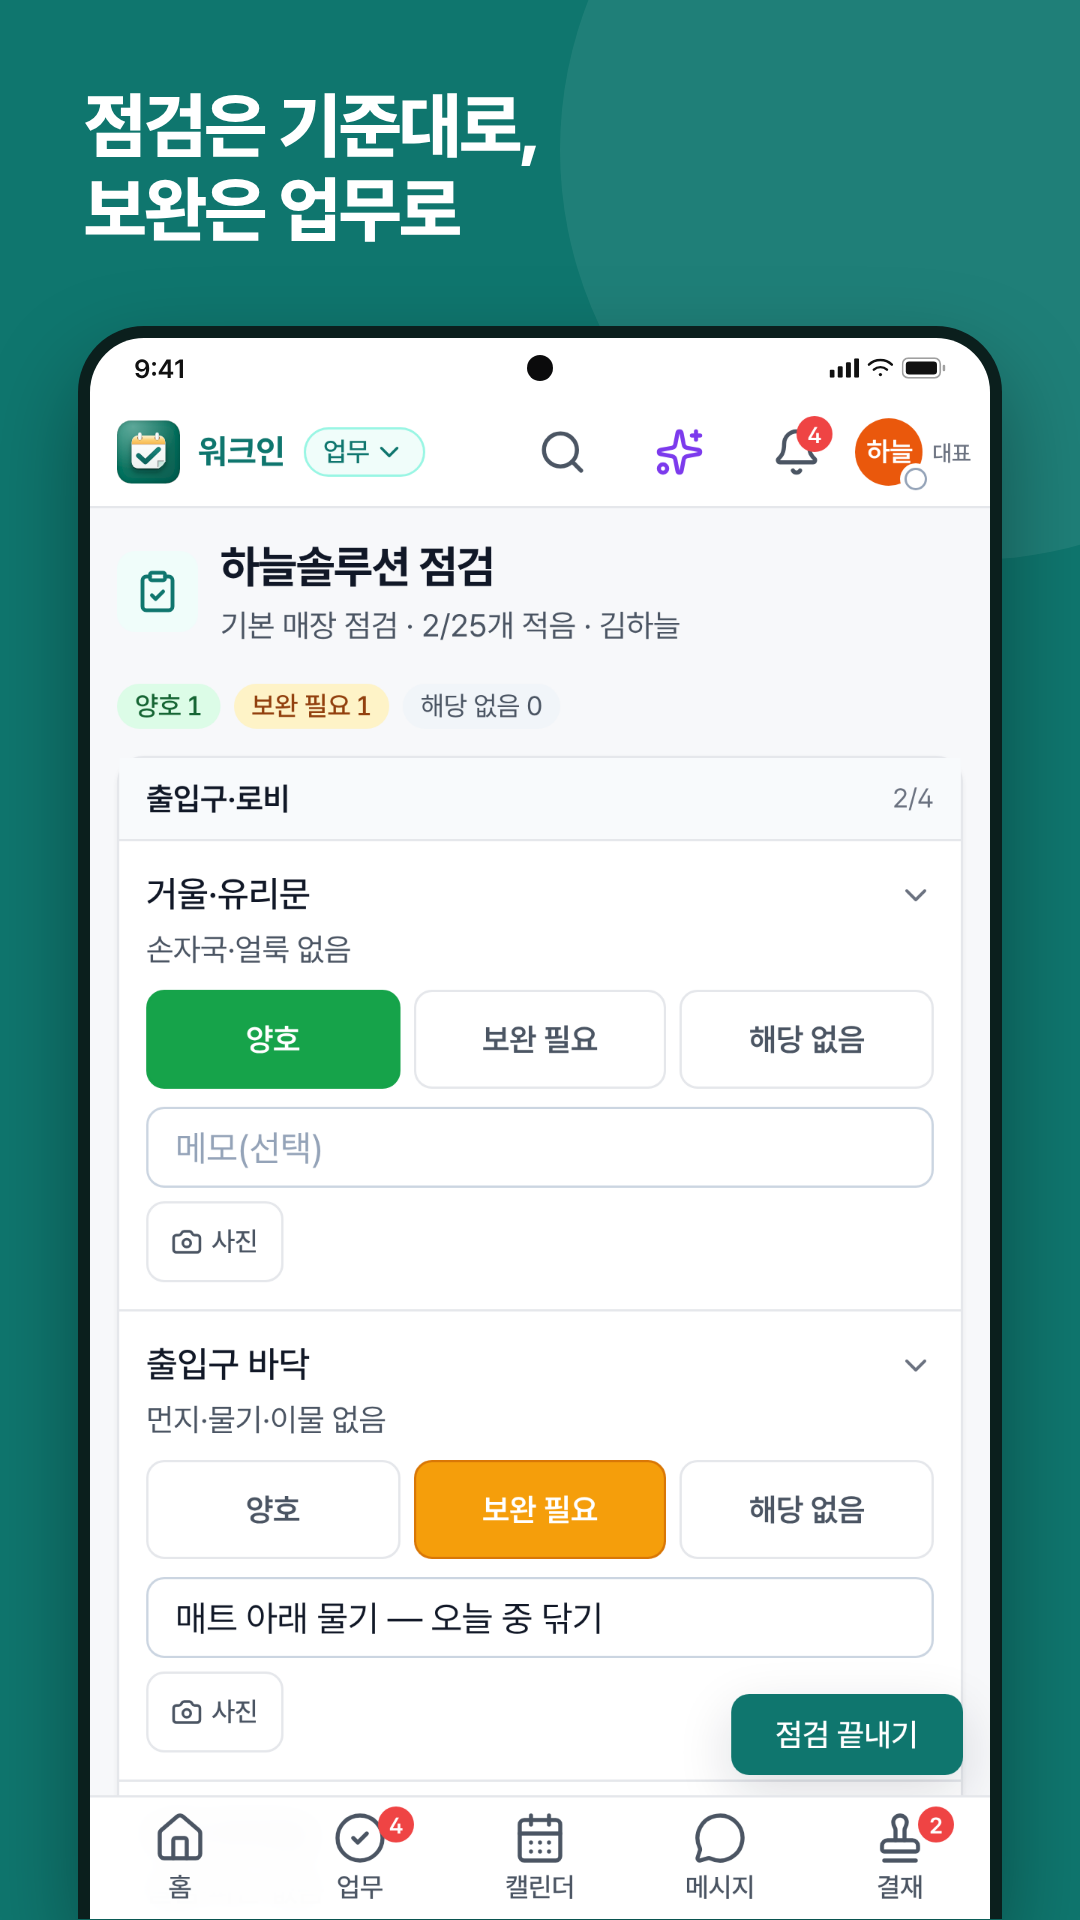 점검은 기준대로,
보완은 업무로
9:41
워크인 업무 4 하늘 대표
하늘솔루션 점검
기본 매장 점검 · 2/25개 적음 · 김하늘
양호 1 보완 필요 1 해당 없음 0
출입구·로비 2/4
거울·유리문
손자국·얼룩 없음
양호 보완 필요 해당 없음
메모(선택)
사진
출입구 바닥
먼지·물기·이물 없음
양호 보완 필요 해당 없음
매트 아래 물기 — 오늘 중 닦기
사진
점검 끝내기
4 2
홈 업무 캘린더 메시지 결재